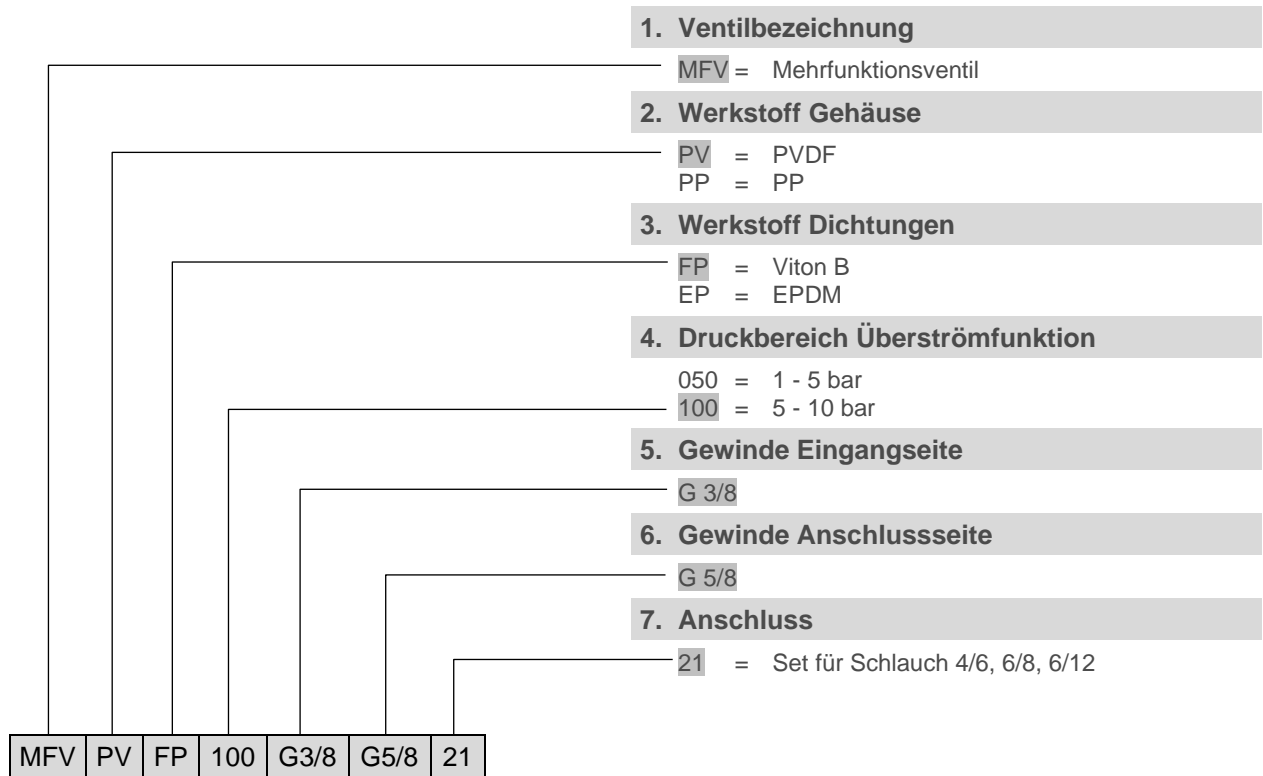 1. Ventilbezeichnung
MFV = Mehrfunktionsventil
2. Werkstoff Gehäuse
PV = PVDF
PP = PP
3. Werkstoff Dichtungen
FP = Viton B
EP = EPDM
4. Druckbereich Überströmfunktion
050 = 1 - 5 bar
100 = 5 - 10 bar
5. Gewinde Eingangseite
G 3/8
6. Gewinde Anschlussseite
G 5/8
7. Anschluss
21 = Set für Schlauch 4/6, 6/8, 6/12
MFV PV FP 100 G3/8 G5/8 21